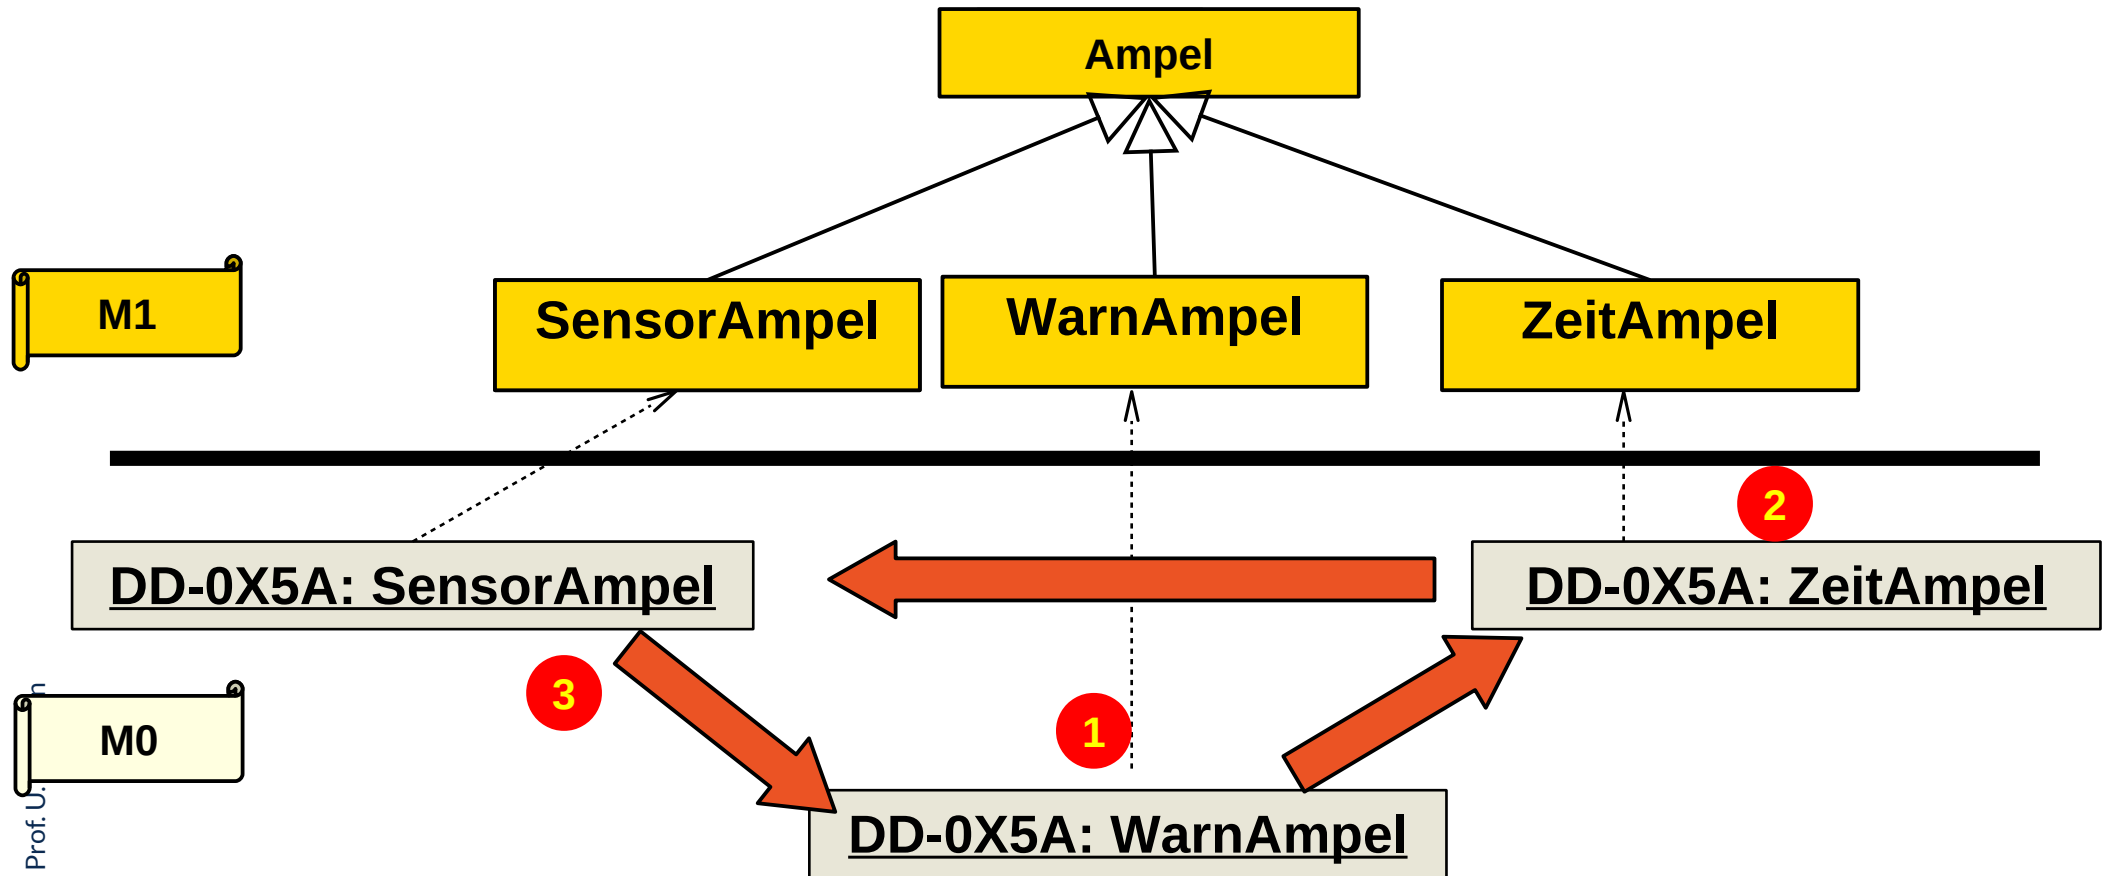 Ampel
M1
SensorAmpel
WarnAmpel
ZeitAmpel
2
DD-0X5A: SensorAmpel
DD-0X5A: ZeitAmpel
3
1
M0
DD-0X5A: WarnAmpel
Prof. U.